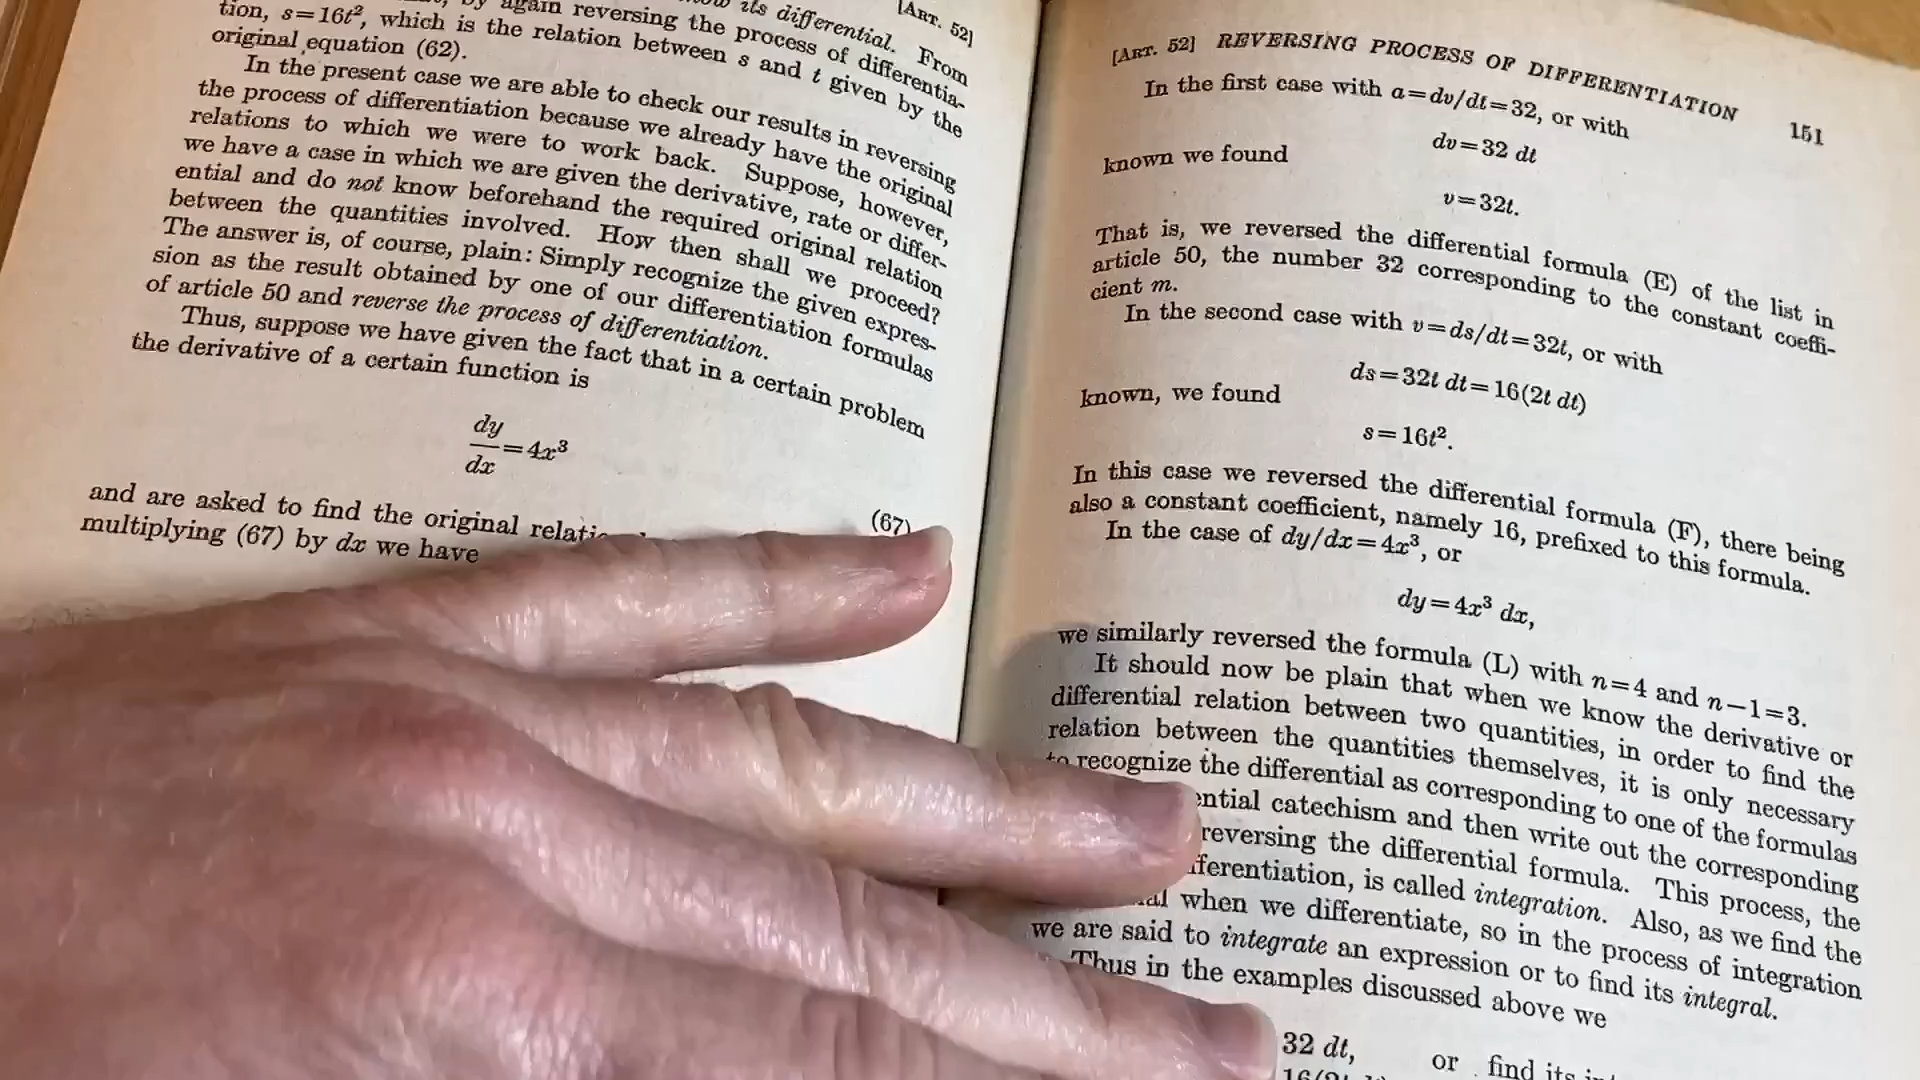 its differential. From
[ART. 52]
again reversing the process of differentia-
tion, s=16t², which is the relation between s and t given by the
original equation (62).
In the present case we are able to check our results in reversing
the process of differentiation because we already have the original
relations to which we were to work back. Suppose, however,
we have a case in which we are given the derivative, rate or differ-
ential and do not know beforehand the required original relation
between the quantities involved. How then shall we proceed?
The answer is, of course, plain: Simply recognize the given expres-
sion as the result obtained by one of our differentiation formulas
of article 50 and reverse the process of differentiation.
Thus, suppose we have given the fact that in a certain problem
the derivative of a certain function is
dy/dx=4x³
(67)
and are asked to find the original
multiplying (67) by dx we have
[ART. 52] REVERSING PROCESS OF DIFFERENTIATION 151
In the first case with a=dv/dt=32, or with
dv=32 dt
known we found
v=32t.
That is, we reversed the differential formula (E) of the list in
article 50, the number 32 corresponding to the constant coeffi-
cient m.
In the second case with v=ds/dt=32t, or with
ds=32t dt=16(2t dt)
known, we found
s=16t².
In this case we reversed the differential formula (F), there being
also a constant coefficient, namely 16, prefixed to this formula.
In the case of dy/dx=4x³, or
dy=4x³ dx,
we similarly reversed the formula (L) with n=4 and n−1=3.
It should now be plain that when we know the derivative or
differential relation between two quantities, in order to find the
relation between the quantities themselves, it is only necessary
to recognize the differential as corresponding to one of the formulas
catechism and then write out the corresponding
reversing the differential formula. This process, the
is called integration. Also, as we find the
when we differentiate, so in the process of integration
we are said to integrate an expression or to find its integral.
Thus in the examples discussed above we
32 dt, or find its